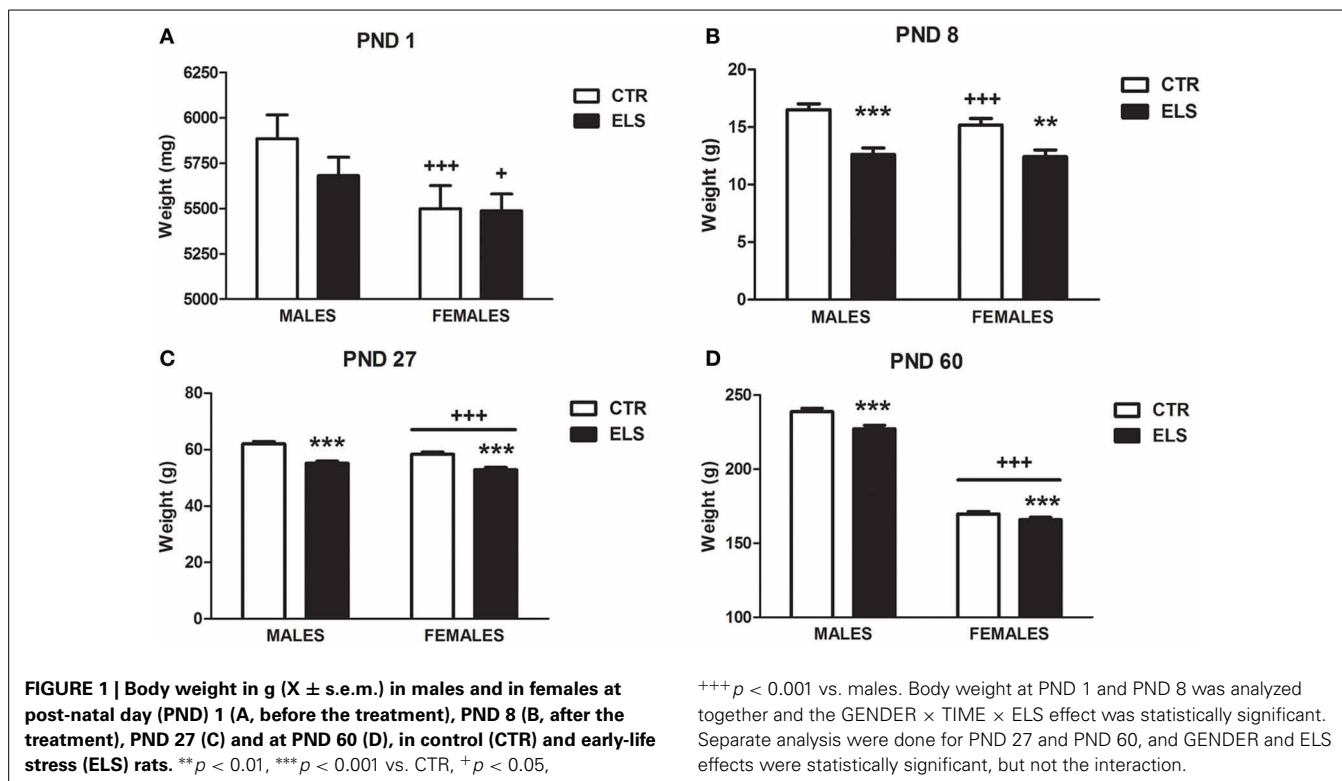 A
PND 1
6250
6000
5750
5500
5250
5000
Weight (mg)
CTR
ELS
+++
+
MALES
FEMALES
B
PND 8
20
15
10
5
0
Weight (g)
CTR
ELS
***
+++
**
MALES
FEMALES
C
PND 27
80
60
40
20
0
Weight (g)
CTR
ELS
***
+++
***
MALES
FEMALES
D
PND 60
250
200
150
100
Weight (g)
CTR
ELS
***
+++
***
MALES
FEMALES
FIGURE 1 | Body weight in g (X ± s.e.m.) in males and in females at
post-natal day (PND) 1 (A, before the treatment), PND 8 (B, after the
treatment), PND 27 (C) and at PND 60 (D), in control (CTR) and early-life
stress (ELS) rats. **p < 0.01, ***p < 0.001 vs. CTR, +p < 0.05,
+++p < 0.001 vs. males. Body weight at PND 1 and PND 8 was analyzed
together and the GENDER × TIME × ELS effect was statistically significant.
Separate analysis were done for PND 27 and PND 60, and GENDER and ELS
effects were statistically significant, but not the interaction.